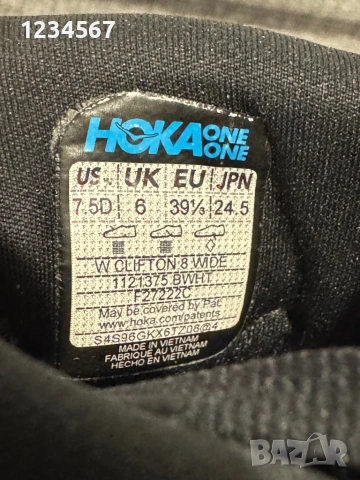 1234567
HOKA ONE ONE
US UK EU JPN
7.5D 6 39⅓ 24.5
W CLIFTON 8 WIDE
1121375 BWHT
F27222C
May be covered by Pat.
www.hoka.com/patents
S4S96GKX6TZ08@4
MADE IN VIETNAM
FABRIQUÉ AU VIETNAM
HECHO EN VIETNAM
BAZAR